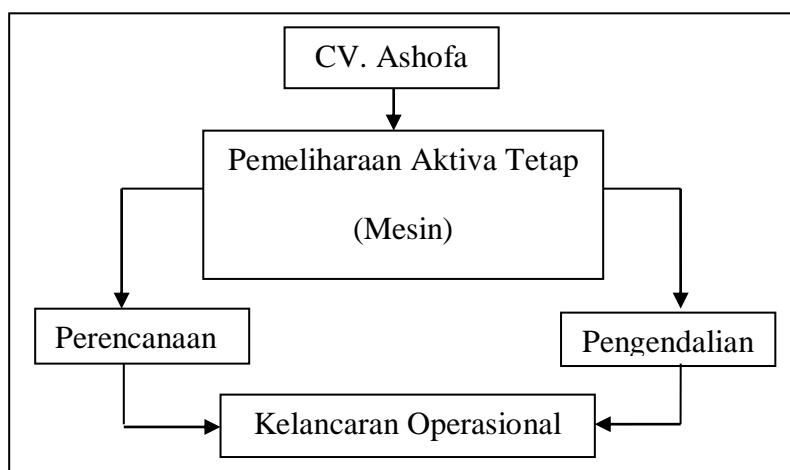 CV. Ashofa
Pemeliharaan Aktiva Tetap
(Mesin)
Perencanaan
Pengendalian
Kelancaran Operasional